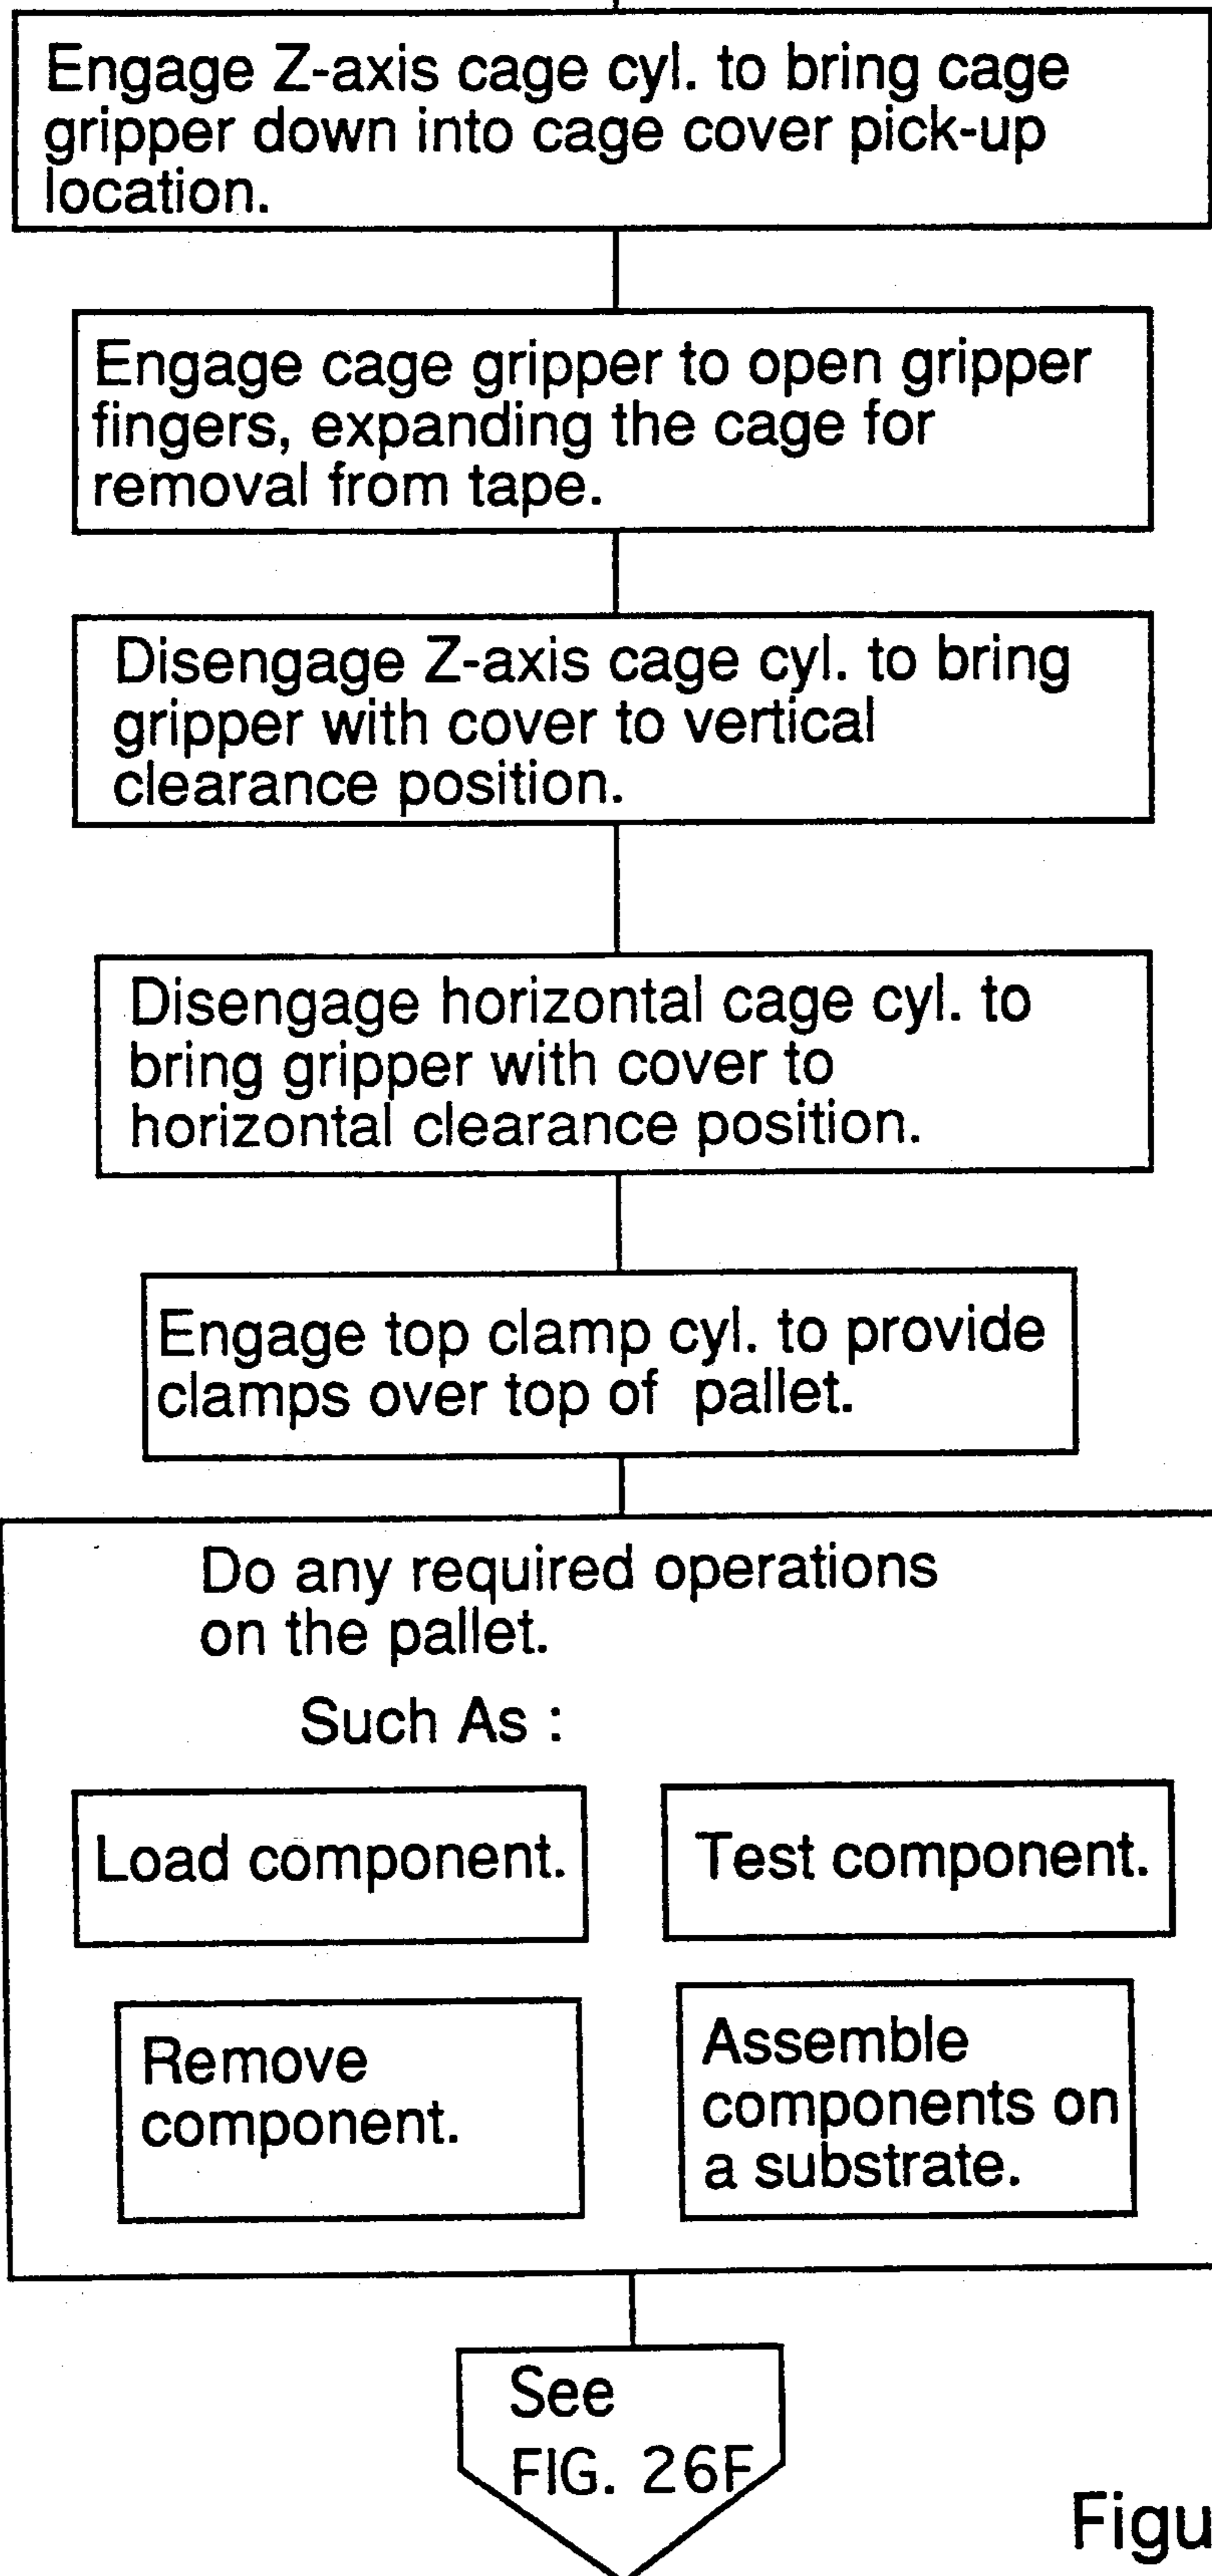 Engage Z-axis cage cyl. to bring cage
gripper down into cage cover pick-up
location.
Engage cage gripper to open gripper
fingers, expanding the cage for
removal from tape.
Disengage Z-axis cage cyl. to bring
gripper with cover to vertical
clearance position.
Disengage horizontal cage cyl. to
bring gripper with cover to
horizontal clearance position.
Engage top clamp cyl. to provide
clamps over top of pallet.
Do any required operations
on the pallet.
Such As :
Load component.
Test component.
Remove
component.
Assemble
components on
a substrate.
See
FIG. 26F
Figu